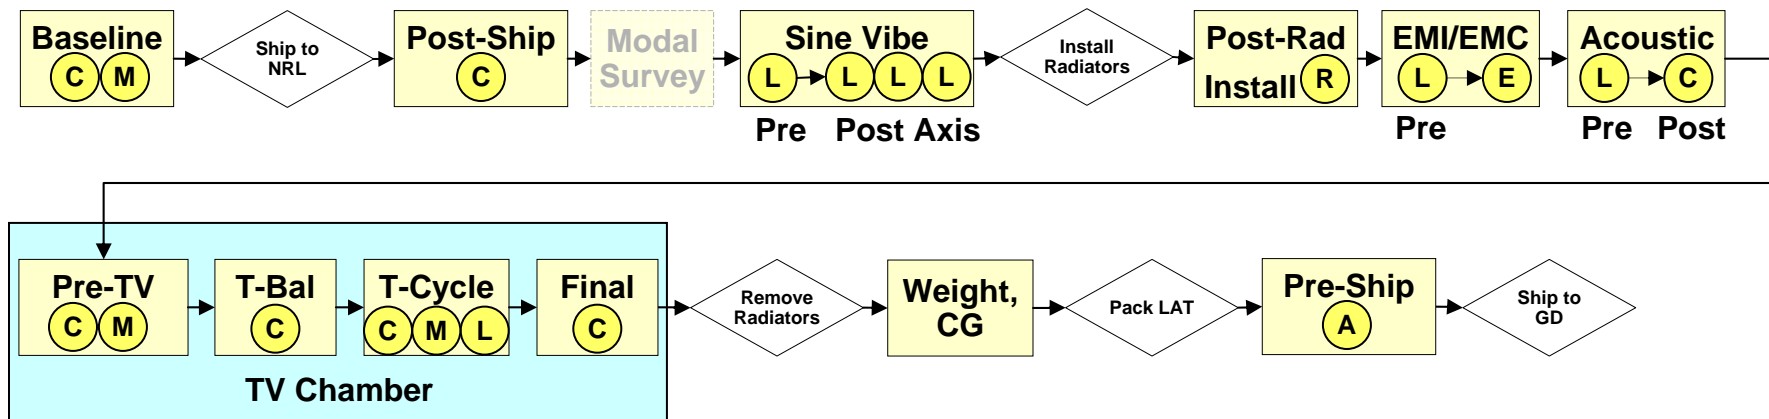 Baseline
C M
Ship to
NRL
Post-Ship
C
Modal
Survey
Sine Vibe
L L L L
Pre Post Axis
Install
Radiators
Post-Rad
Install R
EMI/EMC
L E
Pre
Acoustic
L C
Pre Post
Pre-TV
C M
T-Bal
C
T-Cycle
C M L
Final
C
TV Chamber
Remove
Radiators
Weight,
CG
Pack LAT
Pre-Ship
A
Ship to
GD